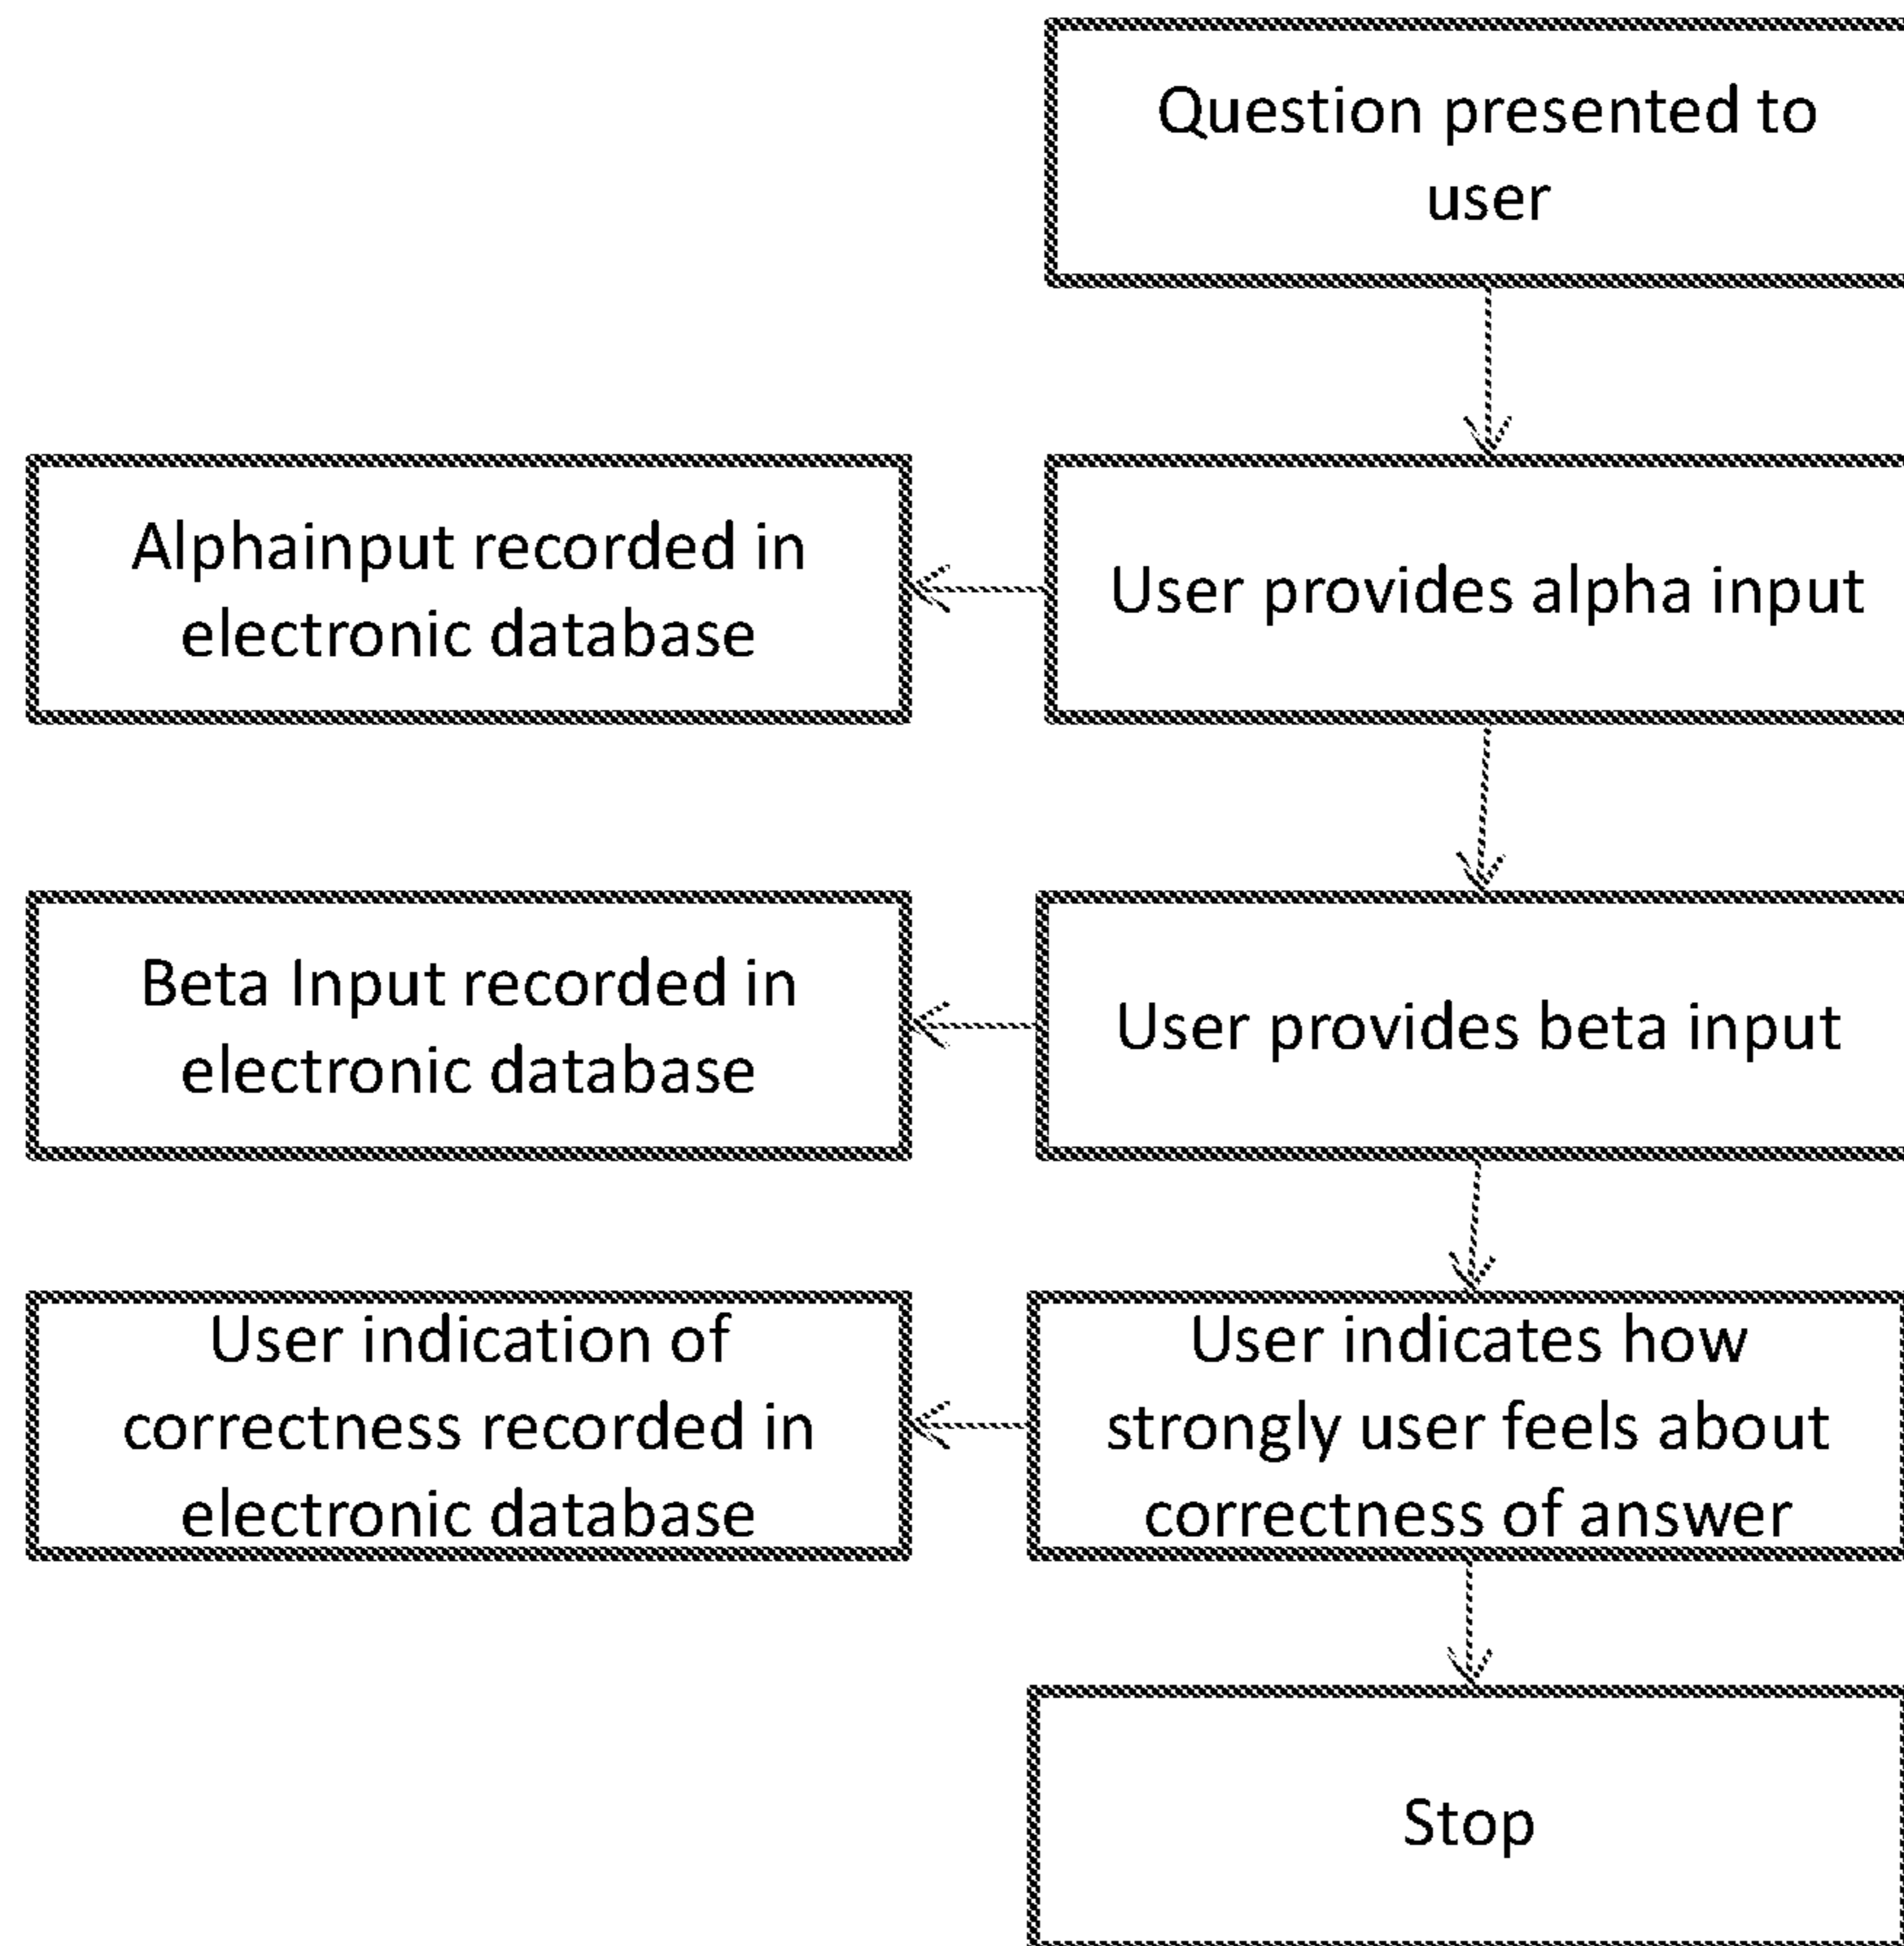 Question presented to
user
Alphainput recorded in
electronic database
User provides alpha input
Beta Input recorded in
electronic database
User provides beta input
User indication of
correctness recorded in
electronic database
User indicates how
strongly user feels about
correctness of answer
Stop